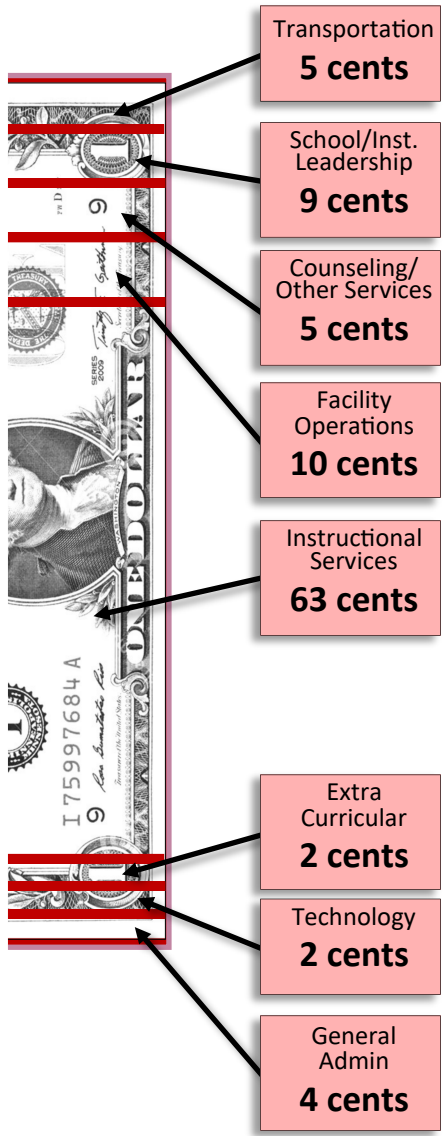 Transportation
5 cents
School/Inst.
Leadership
9 cents
Counseling/
Other Services
5 cents
Facility
Operations
10 cents
Instructional
Services
63 cents
Extra
Curricular
2 cents
Technology
2 cents
General
Admin
4 cents
9
SERIES
2009
WASHINGTON
ONE DOLLAR
I 75997684 A
9